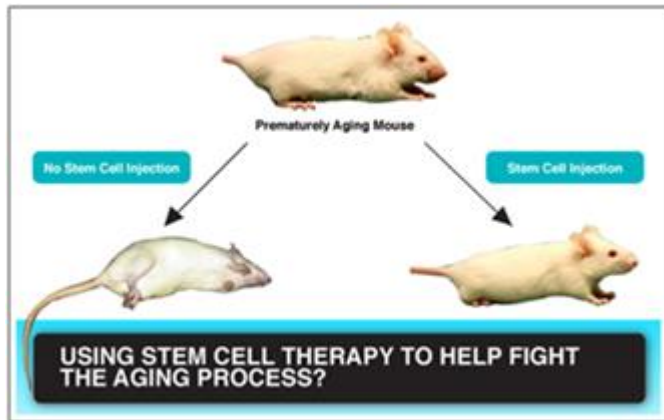 Prematurely Aging Mouse
No Stem Cell Injection
Stem Cell Injection
USING STEM CELL THERAPY TO HELP FIGHT
THE AGING PROCESS?